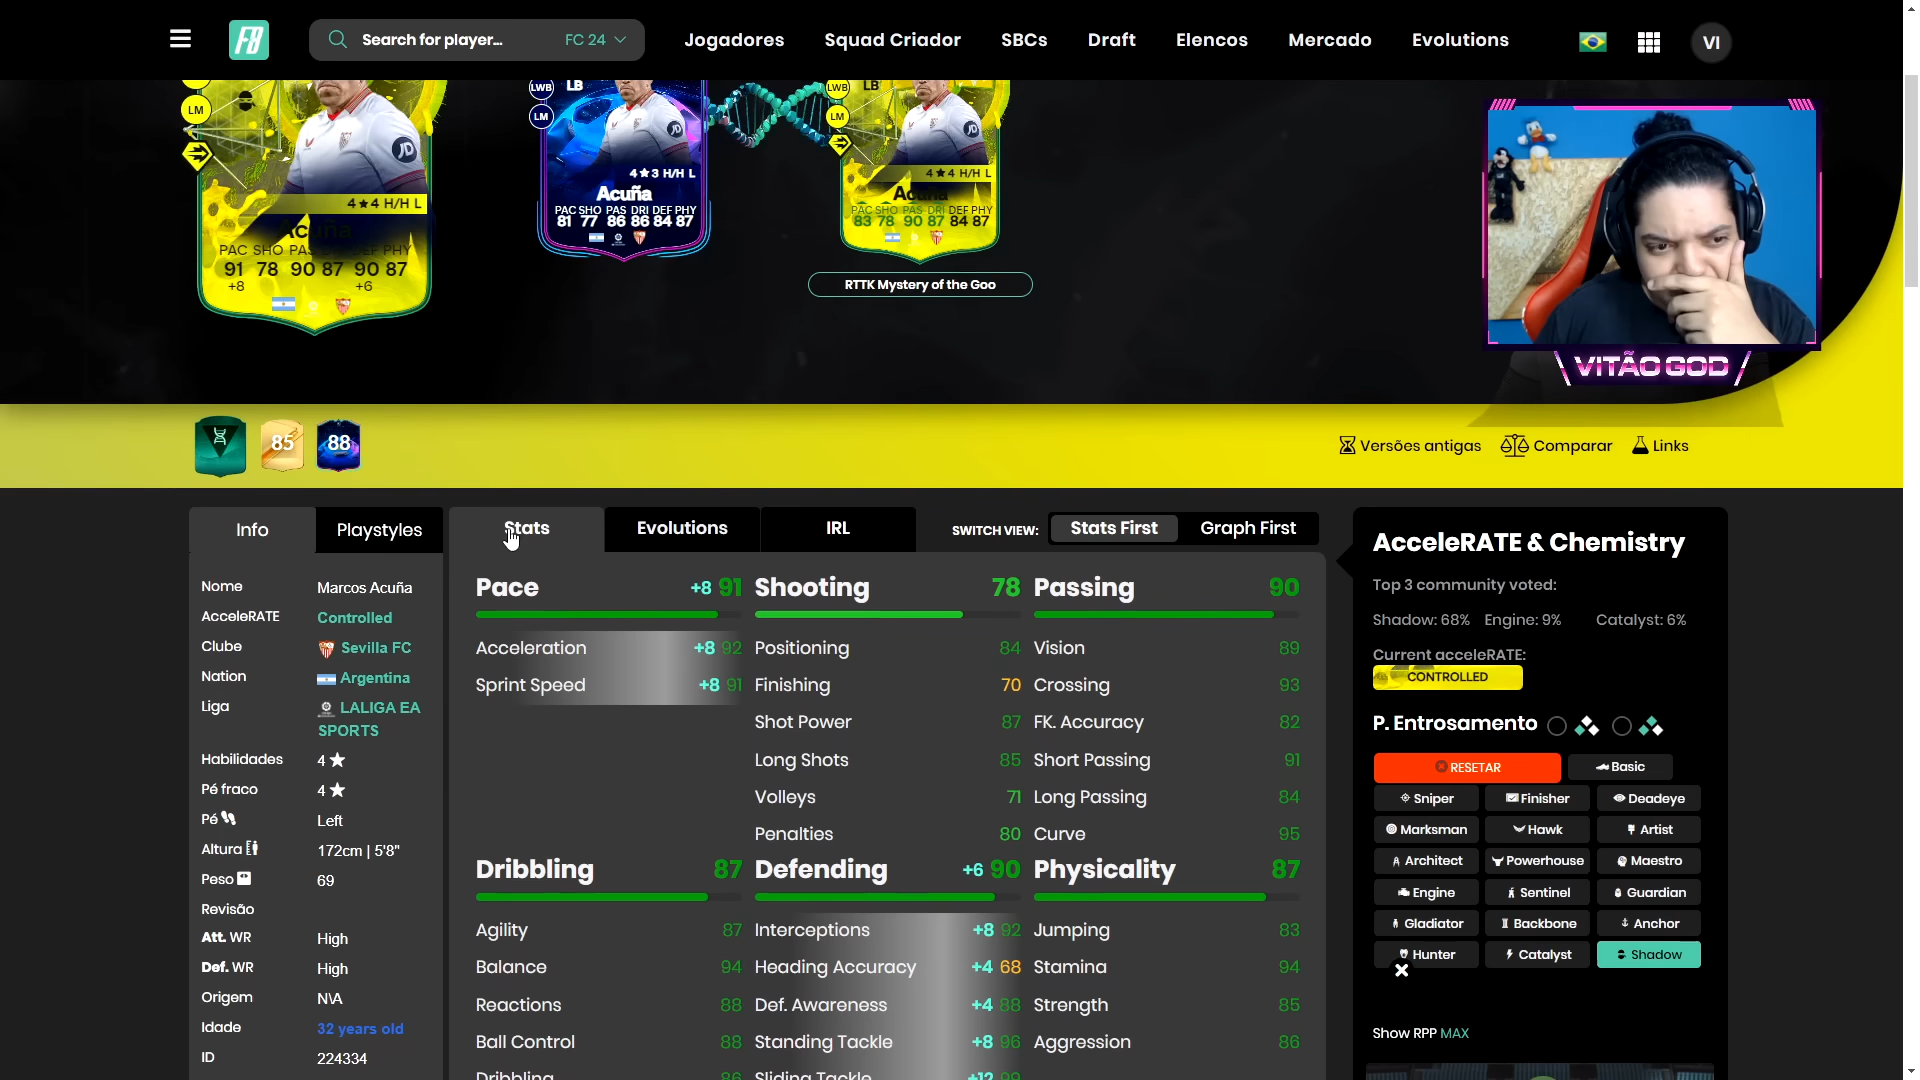 F8
Search for player...
FC 24
Jogadores
Squad Criador
SBCs
Draft
Elencos
Mercado
Evolutions
VI
LM
JD
4★4 H/H L
Acuña
PAC SHO PAS DRI DEF PHY
91 78 90 87 90 87
+8 +6
LWB
LB
LM
JD
4★3 H/H L
Acuña
PAC SHO PAS DRI DEF PHY
81 77 86 86 84 87
LWB
LB
LM
JD
4★4 H/H L
Acuña
PAC SHO PAS DRI DEF PHY
83 78 90 87 84 87
RTTK Mystery of the Goo
VITÃO GOD
85
88
Versões antigas
Comparar
Links
Info
Playstyles
Stats
Evolutions
IRL
SWITCH VIEW:
Stats First
Graph First
Nome Marcos Acuña
AcceleRATE Controlled
Clube Sevilla FC
Nation Argentina
Liga LALIGA EA
SPORTS
Habilidades 4★
Pé fraco 4★
Pé Left
Altura 172cm | 5'8"
Peso 69
Revisão
Att. WR High
Def. WR High
Origem N\A
Idade 32 years old
ID 224334
Pace +8 91
Acceleration +8 92
Sprint Speed +8 91
Shooting 78
Positioning 84
Finishing 70
Shot Power 87
Long Shots 85
Volleys 71
Penalties 80
Passing 90
Vision 89
Crossing 93
FK. Accuracy 82
Short Passing 91
Long Passing 84
Curve 95
Dribbling 87
Agility 87
Balance 94
Reactions 88
Ball Control 88
Dribbling 86
Defending +6 90
Interceptions +8 92
Heading Accuracy +4 68
Def. Awareness +4 88
Standing Tackle +8 96
Sliding Tackle +12 99
Physicality 87
Jumping 83
Stamina 94
Strength 85
Aggression 86
AcceleRATE & Chemistry
Top 3 community voted:
Shadow: 68% Engine: 9% Catalyst: 6%
Current acceleRATE:
CONTROLLED
P. Entrosamento
RESETAR
Basic
Sniper
Finisher
Deadeye
Marksman
Hawk
Artist
Architect
Powerhouse
Maestro
Engine
Sentinel
Guardian
Gladiator
Backbone
Anchor
Hunter
Catalyst
Shadow
Show RPP MAX